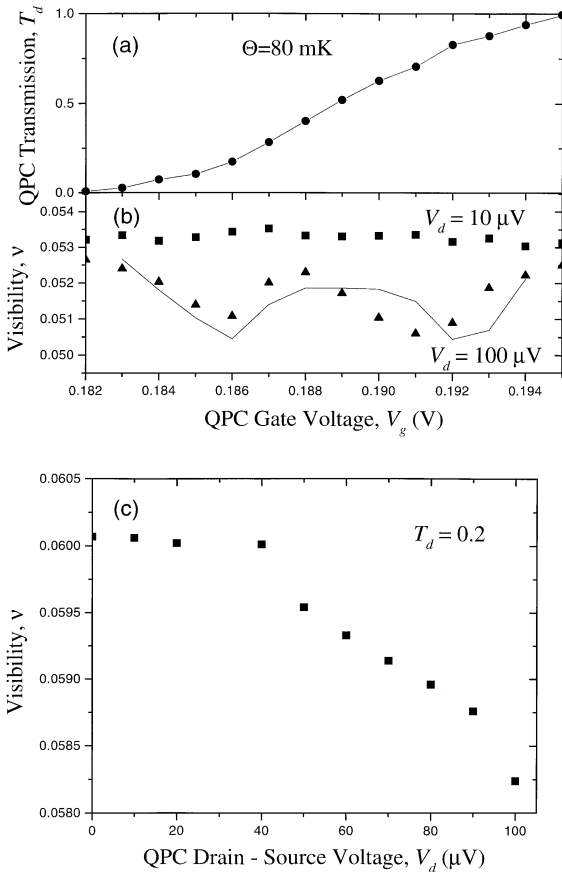 (a)
Θ=80 mK
QPC Transmission, T_d
1.0
0.5
0.0
(b)
V_d = 10 μV
0.054
0.053
0.052
0.051
0.050
Visibility, ν
V_d = 100 μV
0.182 0.184 0.186 0.188 0.190 0.192 0.194
QPC Gate Voltage, V_g (V)
(c)
T_d = 0.2
0.0605
0.0600
0.0595
0.0590
0.0585
0.0580
Visibility, ν
0 20 40 60 80 100
QPC Drain - Source Voltage, V_d (μV)